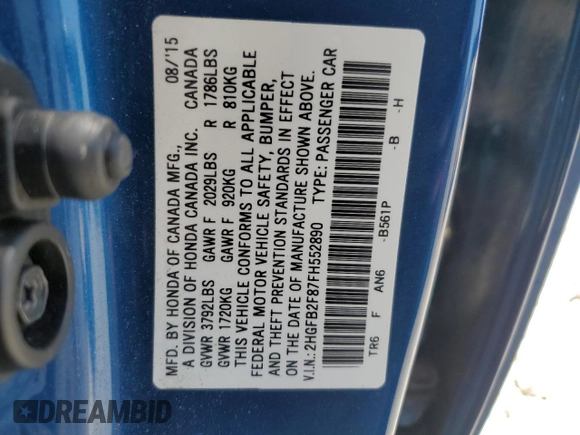 MFD. BY HONDA OF CANADA MFG., 08/'15
A DIVISION OF HONDA CANADA INC. CANADA
GVWR 3792LBS GAWR F 2029LBS R 1786LBS
GVWR 1720KG GAWR F 920KG R 810KG
THIS VEHICLE CONFORMS TO ALL APPLICABLE
FEDERAL MOTOR VEHICLE SAFETY, BUMPER,
AND THEFT PREVENTION STANDARDS IN EFFECT
ON THE DATE OF MANUFACTURE SHOWN ABOVE.
V.I.N.: 2HGFB2F87FH552890 TYPE: PASSENGER CAR
TR6 F AN6 -B561P -B -H
DREAMBID